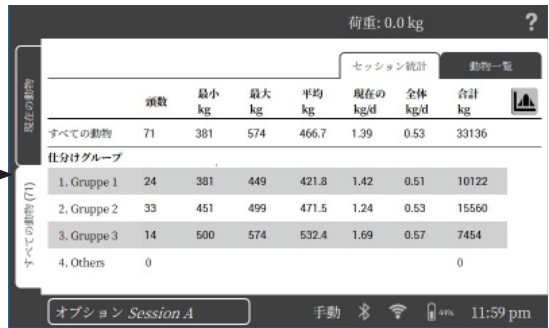 荷重: 0.0 kg ?
セッション統計 動物一覧
現在の動物
すべての動物 (71)
頭数 最小 kg 最大 kg 平均 kg 現在の kg/d 全体 kg/d 合計 kg
すべての動物 71 381 574 466.7 1.39 0.53 33136
仕分けグループ
1. Gruppe 1 24 381 449 421.8 1.42 0.51 10122
2. Gruppe 2 33 451 499 471.5 1.24 0.53 15560
3. Gruppe 3 14 500 574 532.4 1.69 0.57 7454
4. Others 0 0
オプション Session A 手動 44% 11:59 pm